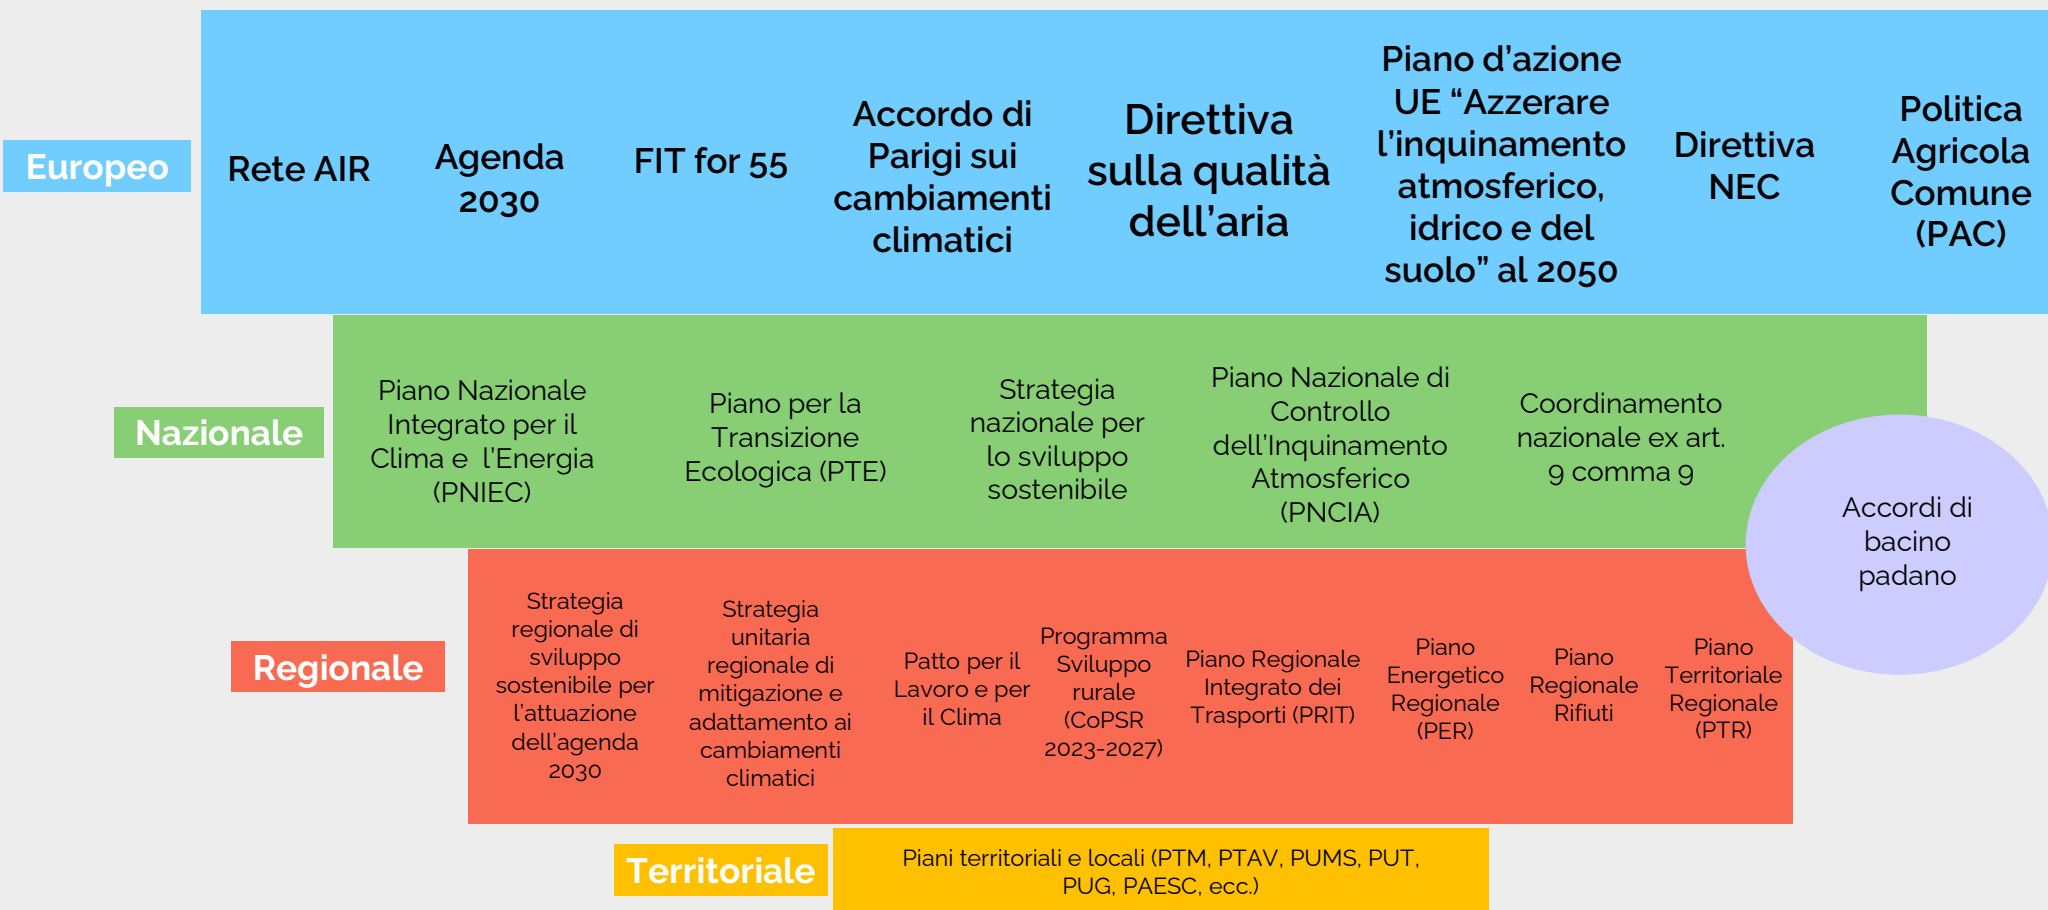 Europeo
Rete AIR
Agenda
2030
FIT for 55
Accordo di
Parigi sui
cambiamenti
climatici
Direttiva
sulla qualità
dell’aria
Piano d’azione
UE “Azzerare
l’inquinamento
atmosferico,
idrico e del
suolo” al 2050
Direttiva
NEC
Politica
Agricola
Comune
(PAC)
Nazionale
Piano Nazionale
Integrato per il
Clima e l’Energia
(PNIEC)
Piano per la
Transizione
Ecologica (PTE)
Strategia
nazionale per
lo sviluppo
sostenibile
Piano Nazionale di
Controllo
dell’Inquinamento
Atmosferico
(PNCIA)
Coordinamento
nazionale ex art.
9 comma 9
Accordi di
bacino
padano
Regionale
Strategia
regionale di
sviluppo
sostenibile per
l’attuazione
dell’agenda
2030
Strategia
unitaria
regionale di
mitigazione e
adattamento ai
cambiamenti
climatici
Patto per il
Lavoro e per
il Clima
Programma
Sviluppo
rurale
(CoPSR
2023-2027)
Piano Regionale
Integrato dei
Trasporti (PRIT)
Piano
Energetico
Regionale
(PER)
Piano
Regionale
Rifiuti
Piano
Territoriale
Regionale
(PTR)
Territoriale
Piani territoriali e locali (PTM, PTAV, PUMS, PUT,
PUG, PAESC, ecc.)